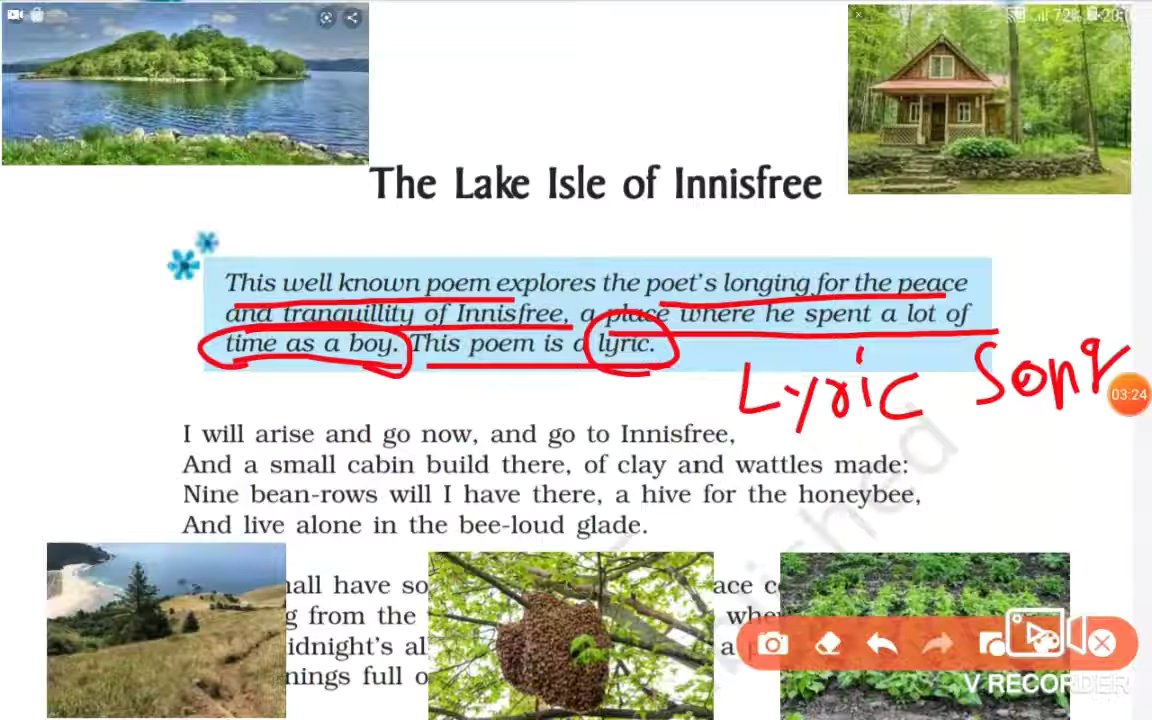 72% 20:
The Lake Isle of Innisfree
This well known poem explores the poet's longing for the peace
and tranquillity of Innisfree, a place where he spent a lot of
time as a boy. This poem is a lyric.
Lyric Song
03:24
I will arise and go now, and go to Innisfree,
And a small cabin build there, of clay and wattles made:
Nine bean-rows will I have there, a hive for the honeybee,
And live alone in the bee-loud glade.
hall have so ace c
g from the whe
idnight's al a p
nings full o
ished
V RECORDER